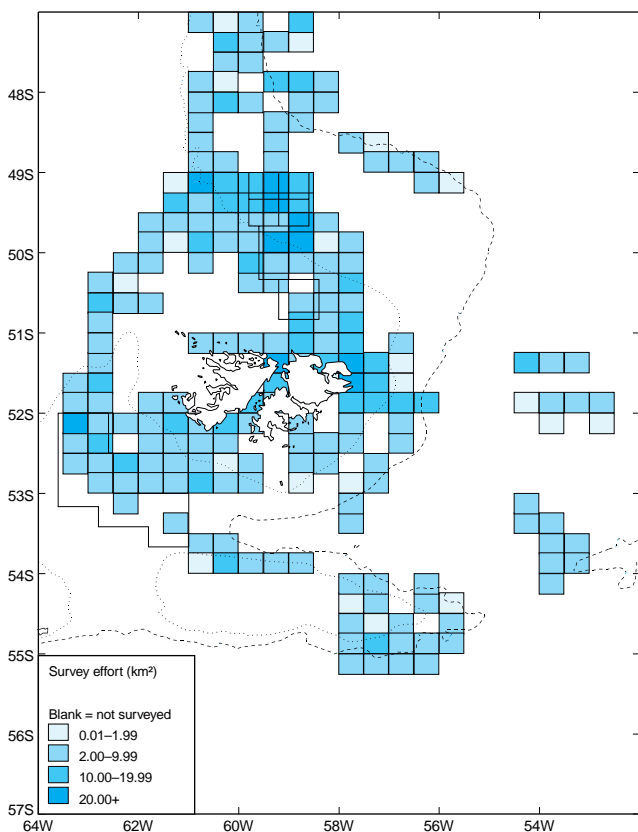 48S
49S
50S
51S
52S
53S
54S
55S
56S
57S
Survey effort (km²)
Blank = not surveyed
0.01–1.99
2.00–9.99
10.00–19.99
20.00+
64W
62W
60W
58W
56W
54W